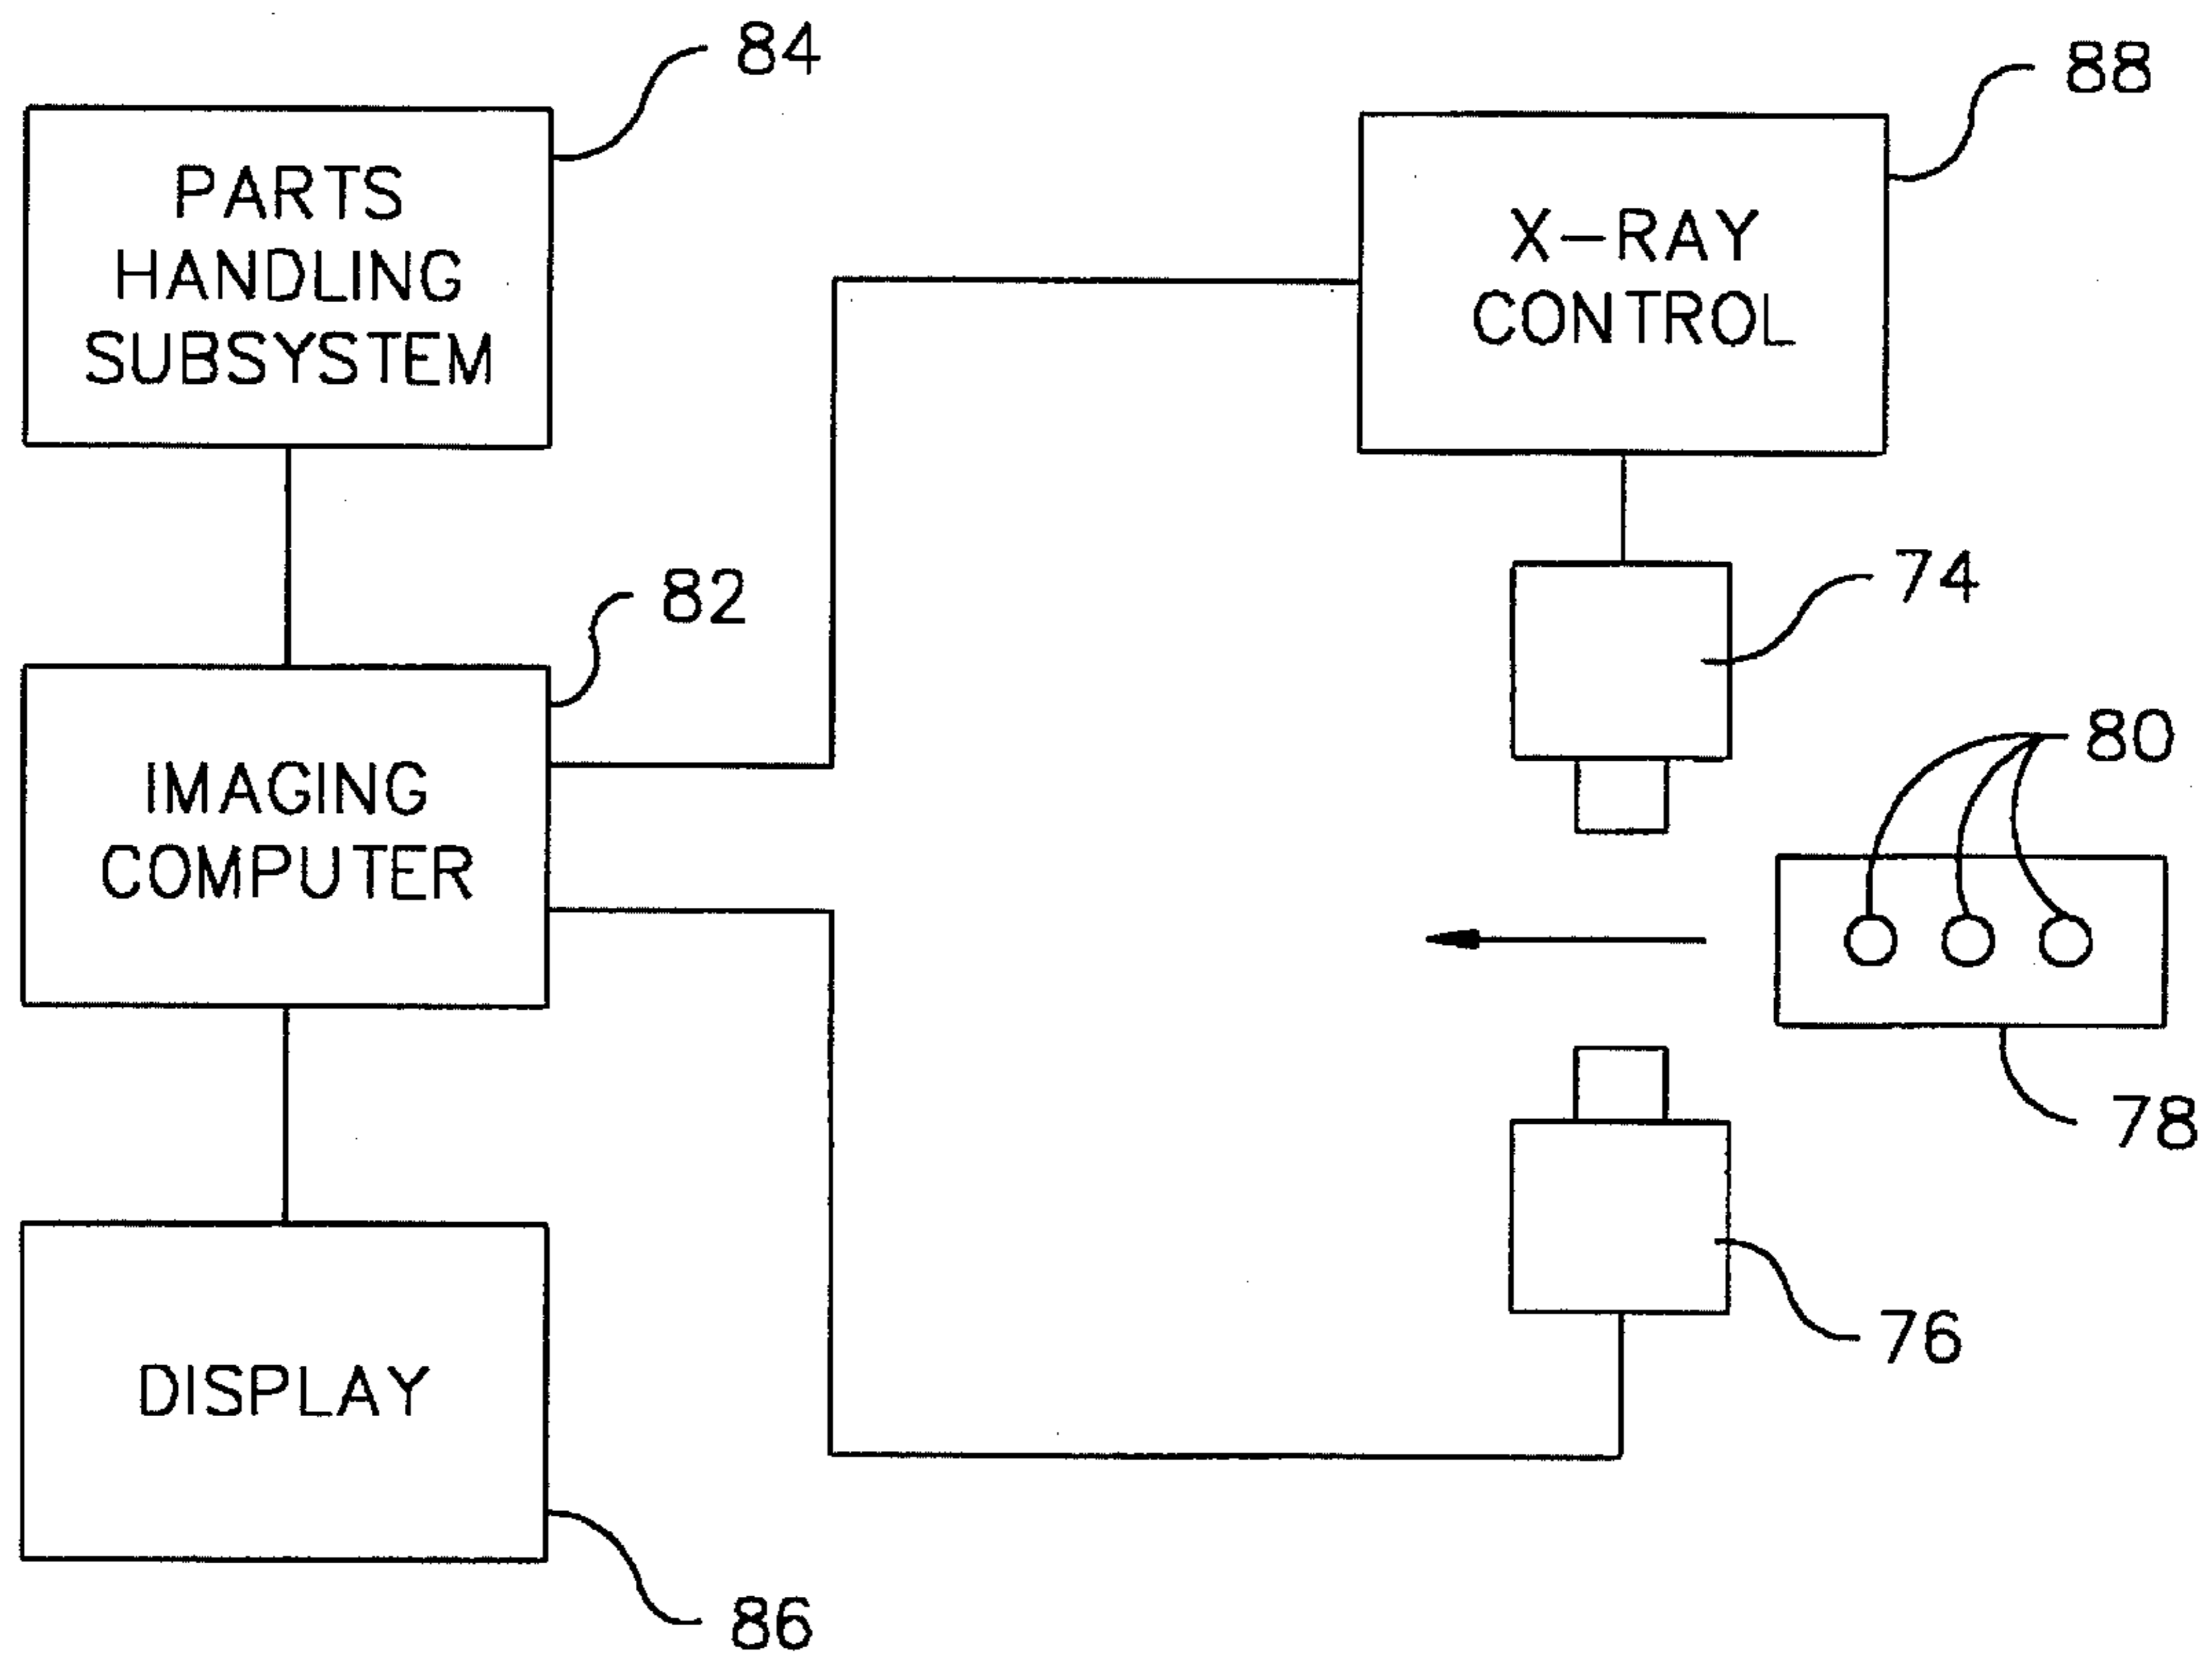 84
PARTS
HANDLING
SUBSYSTEM
88
X-RAY
CONTROL
82
74
IMAGING
COMPUTER
80
78
76
DISPLAY
86